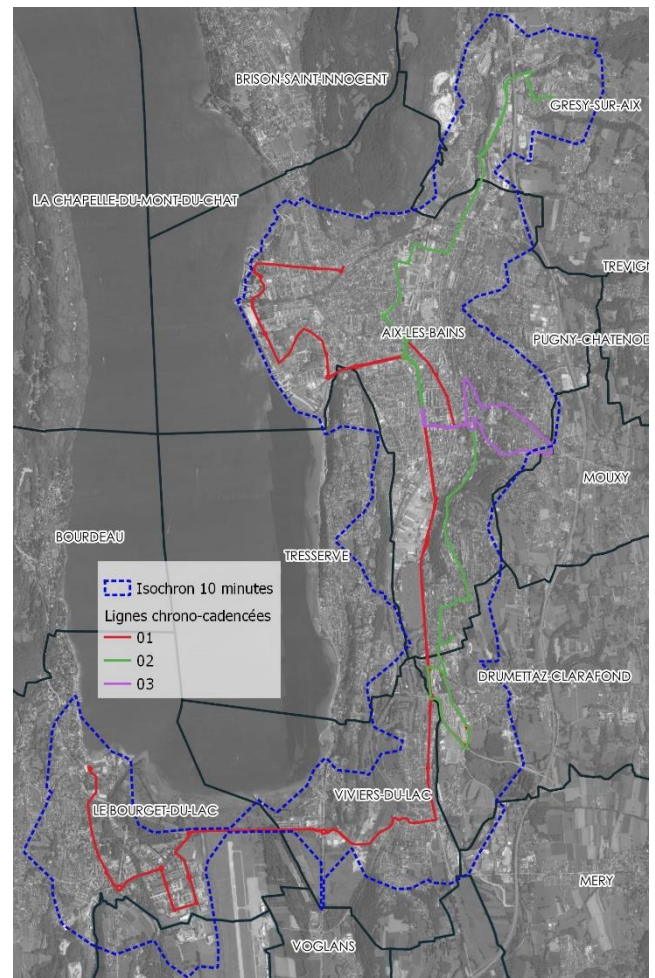 BRISON-SAINT-INNOCENT
GRESY-SUR-AIX
LA CHAPELLE-DU-MONT-DU-CHAT
TREVIGN
AIX-LES-BAINS
PUGNY-CHATENOD
MOUXY
BOURDEAU
TRESSERVE
Isochron 10 minutes
Lignes chrono-cadencées
01
02
03
DRUMETTAZ-CLARAFOND
VIVIERS-DU-LAC
LE BOURGET-DU-LAC
MERY
VOGLANS